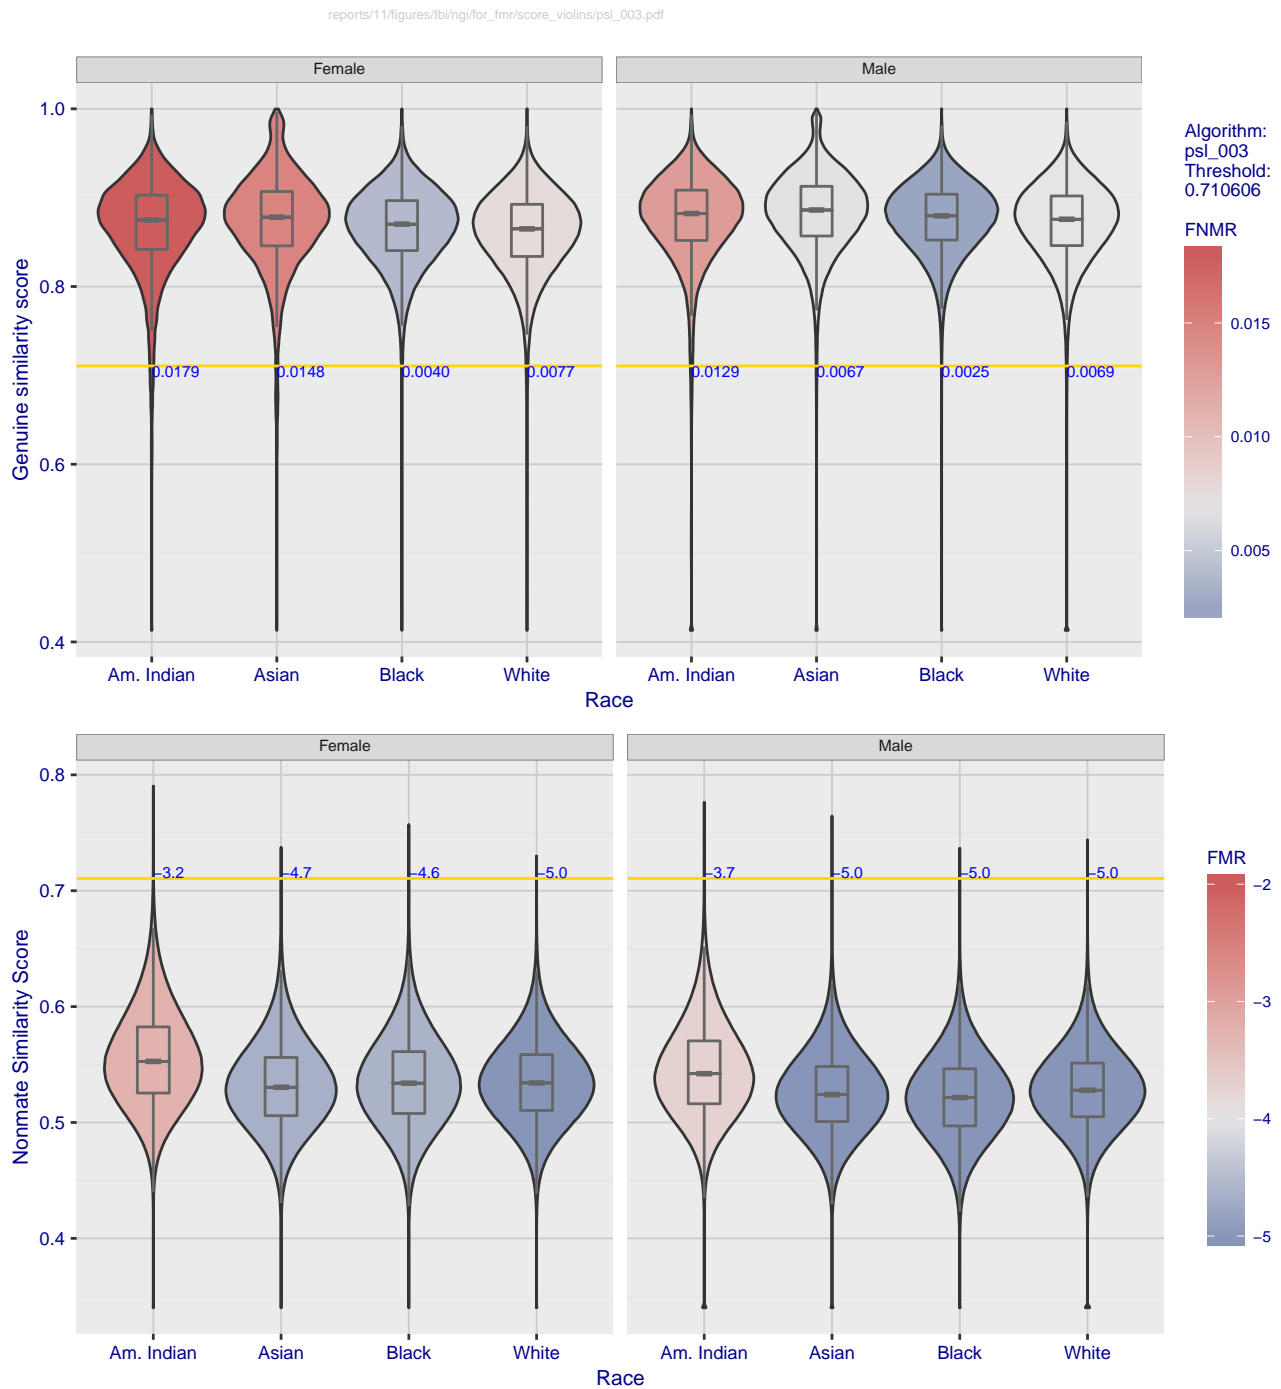 reports/11/figures/fbi/ngi/for_fmr/score_violins/psl_003.pdf
Female
Male
Genuine similarity score
1.0
0.8
0.6
0.4
0.0179
0.0148
0.0040
0.0077
0.0129
0.0067
0.0025
0.0069
Am. Indian
Asian
Black
White
Am. Indian
Asian
Black
White
Race
Algorithm:
psl_003
Threshold:
0.710606
FNMR
0.015
0.010
0.005
Female
Male
Nonmate Similarity Score
0.8
0.7
0.6
0.5
0.4
−3.2
−4.7
−4.6
−5.0
−3.7
−5.0
−5.0
−5.0
Am. Indian
Asian
Black
White
Am. Indian
Asian
Black
White
Race
FMR
−2
−3
−4
−5